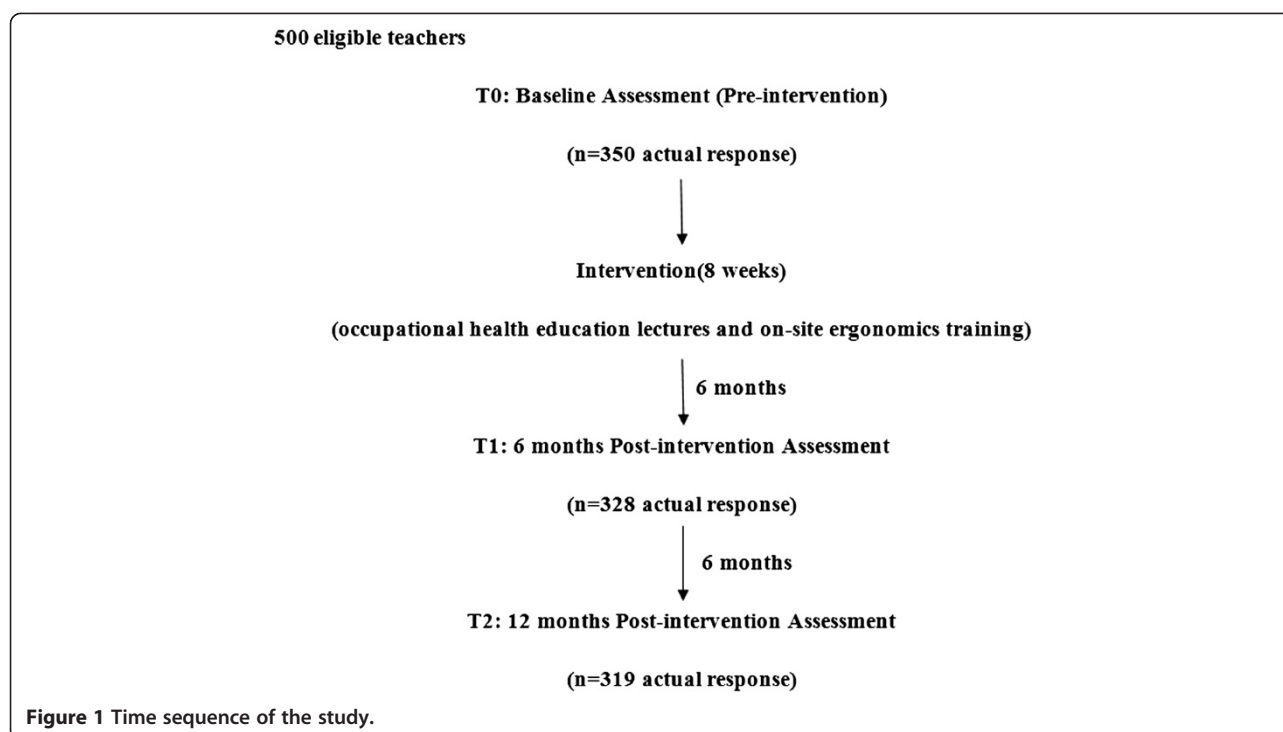 500 eligible teachers
T0: Baseline Assessment (Pre-intervention)
(n=350 actual response)
Intervention(8 weeks)
(occupational health education lectures and on-site ergonomics training)
6 months
T1: 6 months Post-intervention Assessment
(n=328 actual response)
6 months
T2: 12 months Post-intervention Assessment
(n=319 actual response)
Figure 1 Time sequence of the study.